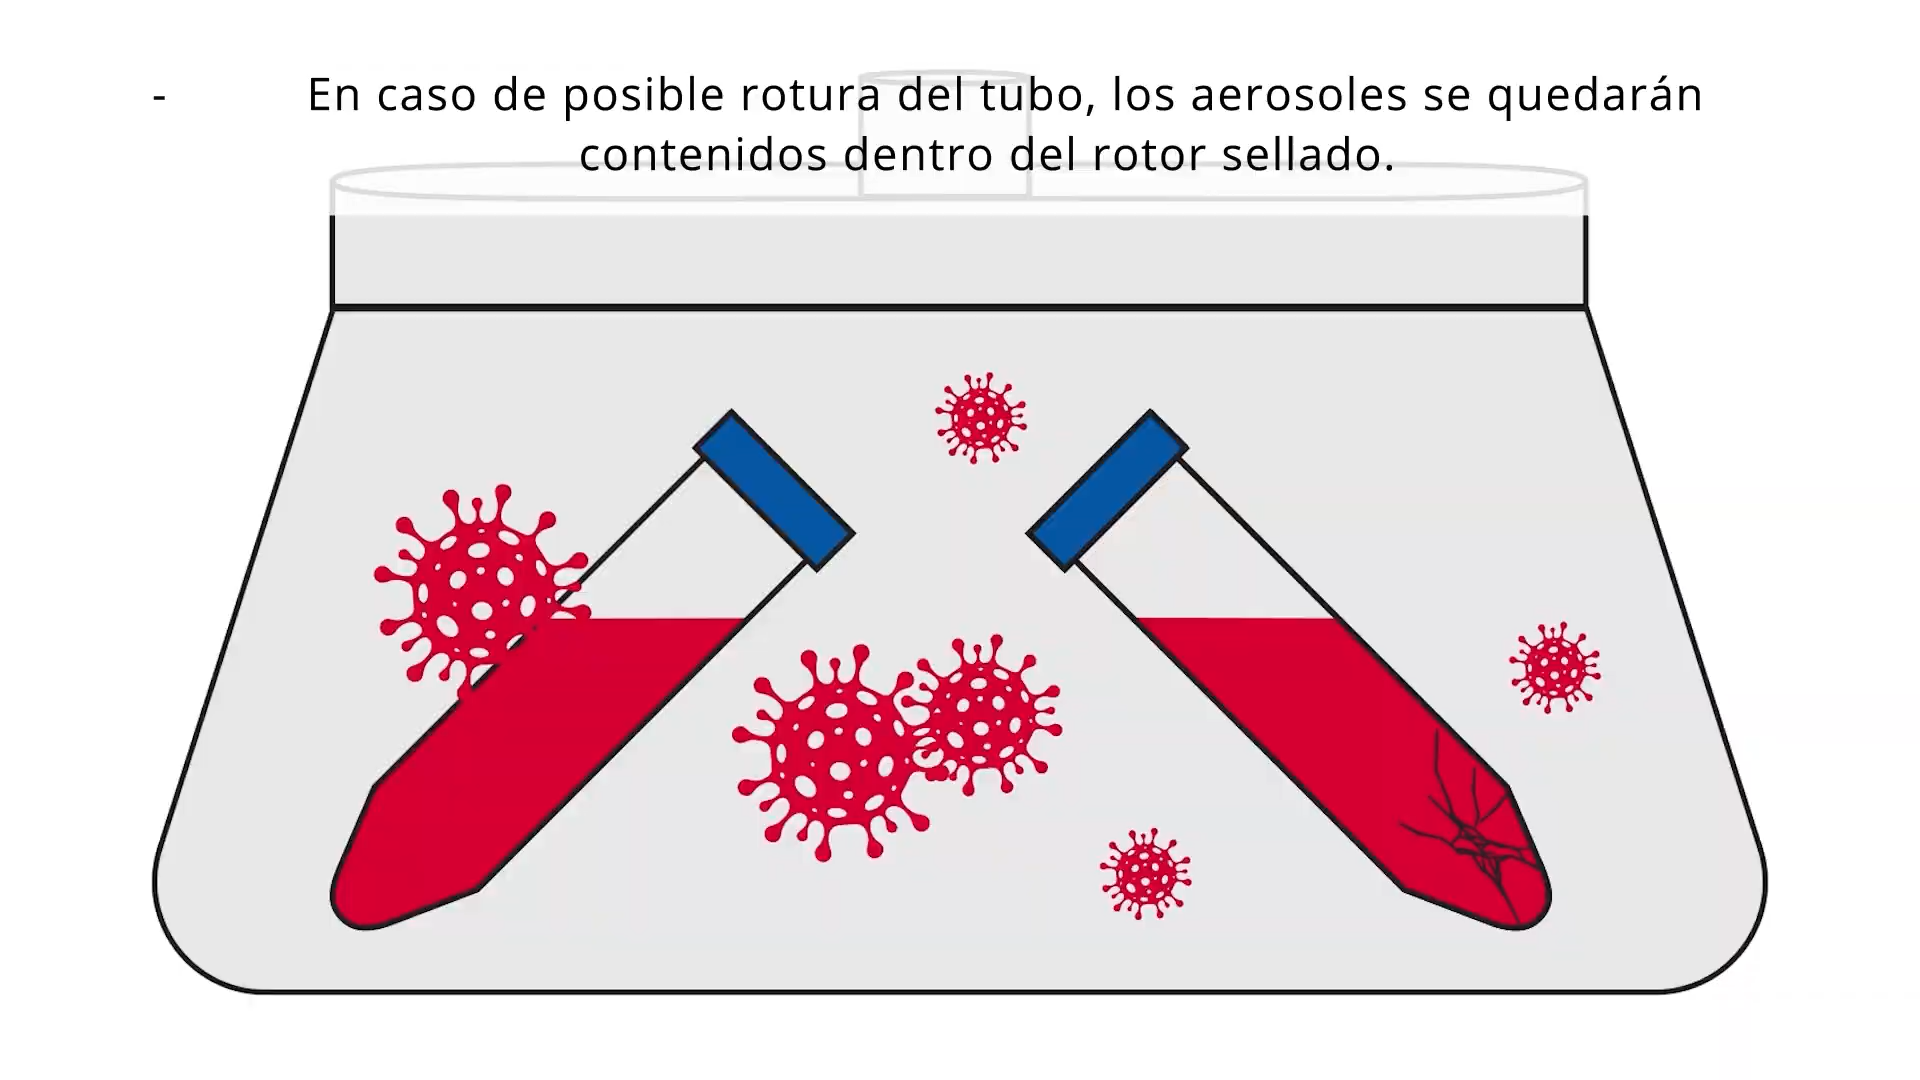 - En caso de posible rotura del tubo, los aerosoles se quedarán
contenidos dentro del rotor sellado.